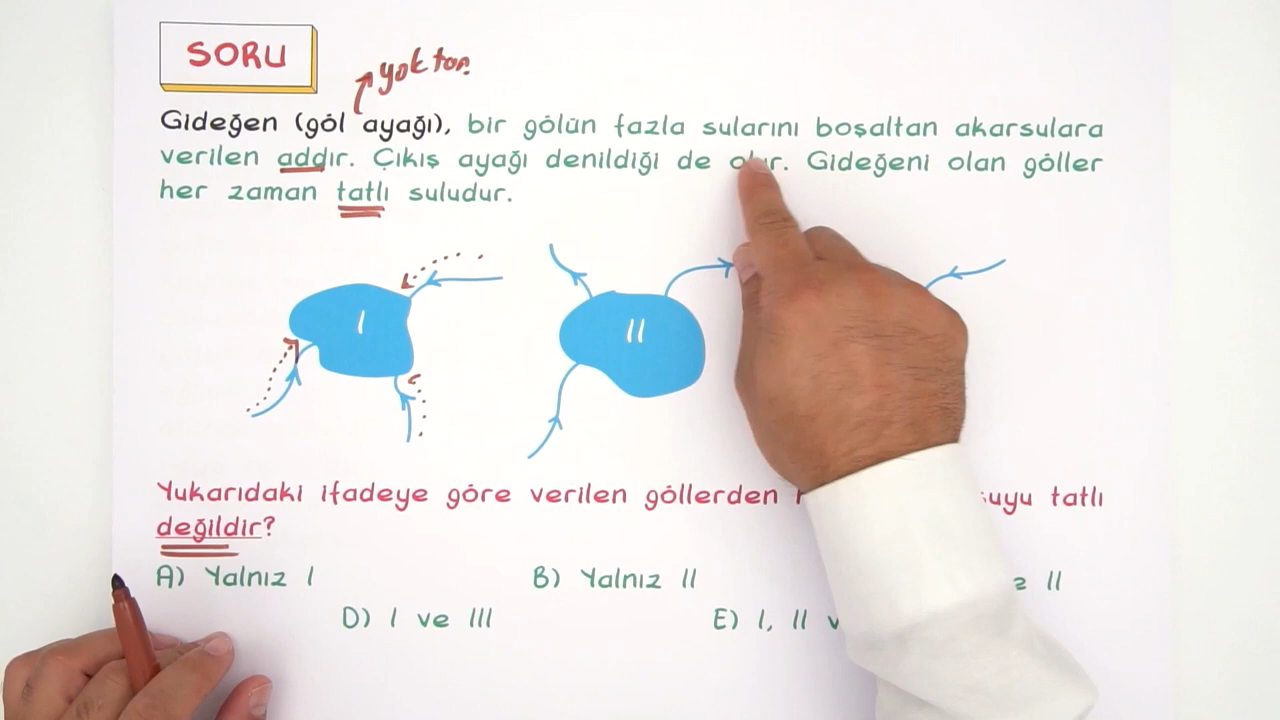 SORU
yoktan
Gideğen (göl ayağı), bir gölün fazla sularını boşaltan akarsulara
verilen addır. Çıkış ayağı denildiği de olur. Gideğeni olan göller
her zaman tatlı suludur.
I
II
Yukarıdaki ifadeye göre verilen göllerden suyu tatlı
değildir?
A) Yalnız I
B) Yalnız II
II
D) I ve III
E) I, II